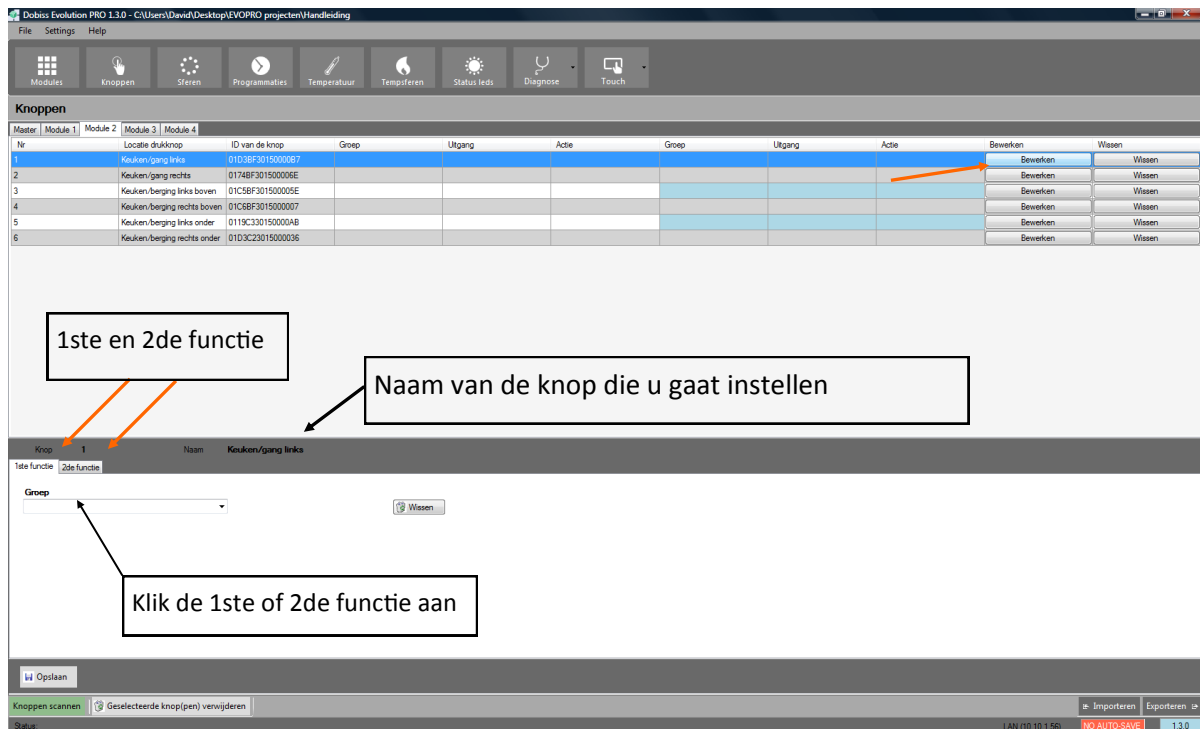 Dobiss Evolution PRO 1.3.0 - C:\Users\David\Desktop\EVOPRO projecten\Handleiding
File Settings Help
Modules Knoppen Sferen Programmaties Temperatuur Tempsferen Status leds Diagnose Touch
Knoppen
Master Module 1 Module 2 Module 3 Module 4
Nr Locatie drukknop ID van de knop Groep Uitgang Actie Groep Uitgang Actie Bewerken Wissen
1 Keuken/gang links 01D3BF30150000B7 Bewerken Wissen
2 Keuken/gang rechts 0174BF301500006E Bewerken Wissen
3 Keuken/berging links boven 01C5BF301500005E Bewerken Wissen
4 Keuken/berging rechts boven 01C6BF3015000007 Bewerken Wissen
5 Keuken/berging links onder 0119C330150000AB Bewerken Wissen
6 Keuken/berging rechts onder 01D3C23015000036 Bewerken Wissen
1ste en 2de functie
Naam van de knop die u gaat instellen
Knop 1 Naam Keuken/gang links
1ste functie 2de functie
Groep
Wissen
Klik de 1ste of 2de functie aan
Opslaan
Knoppen scannen Geselecteerde knop(pen) verwijderen Importeren Exporteren
Status: LAN (10.10.1.56) NO AUTO-SAVE 1.3.0